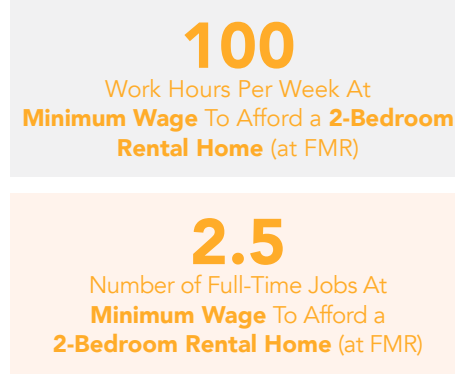 100
Work Hours Per Week At
Minimum Wage To Afford a 2-Bedroom
Rental Home (at FMR)
2.5
Number of Full-Time Jobs At
Minimum Wage To Afford a
2-Bedroom Rental Home (at FMR)